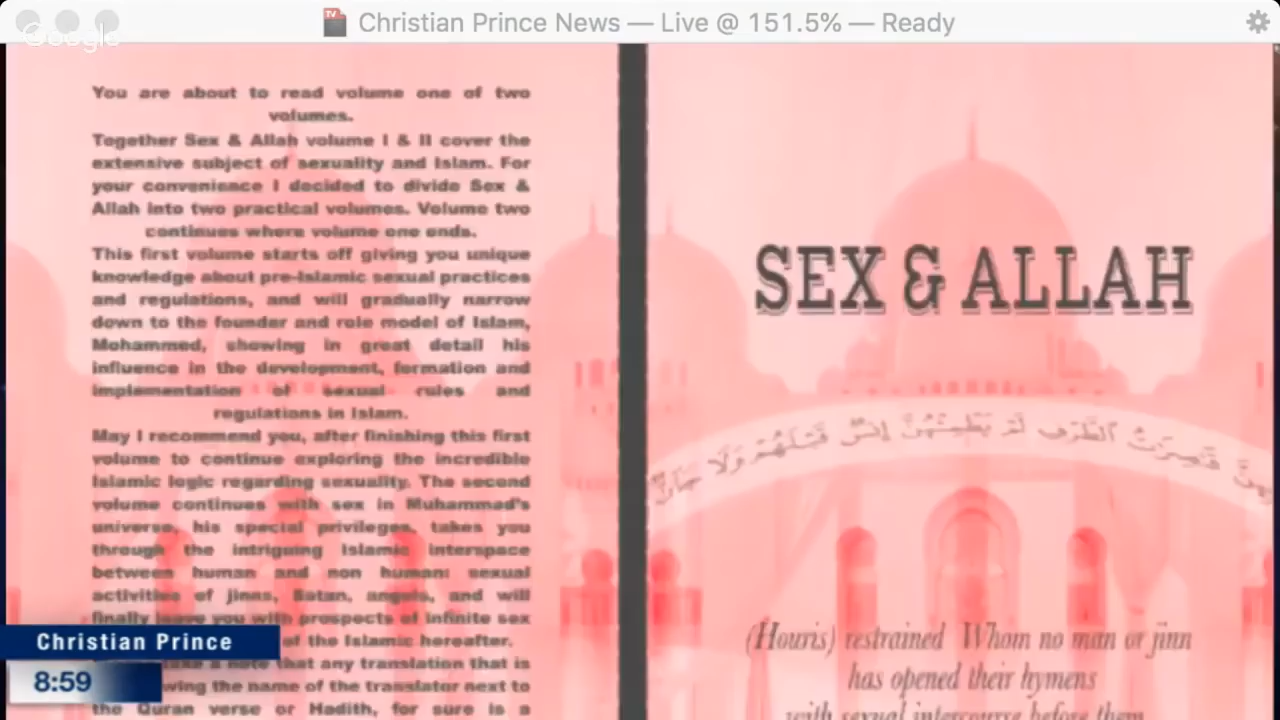 Christian Prince News — Live @ 151.5% — Ready
Google
You are about to read volume one of two
volumes.
Together Sex & Allah volume I & II cover the
extensive subject of sexuality and Islam. For
your convenience I decided to divide Sex &
Allah into two practical volumes. Volume two
continues where volume one ends.
This first volume starts off giving you unique
knowledge about pre-Islamic sexual practices
and regulations, and will gradually narrow
down to the founder and role model of Islam,
Mohammed, showing in great detail his
influence in the development, formation and
implementation of sexual rules and
regulations in Islam.
May I recommend you, after finishing this first
volume to continue exploring the incredible
Islamic logic regarding sexuality. The second
volume continues with sex in Muhammad's
universe, his special privileges, takes you
through the intriguing Islamic interspace
between human and non human: sexual
activities of jinns, Satan, angels, and will
finally leave you with prospects of infinite sex
of the Islamic hereafter.
take a note that any translation that is
the name of the translator next to
the Quran verse or Hadith, for sure is a
SEX & ALLAH
قَٰصِرَٰتُ ٱلطَّرْفِ لَمْ يَطْمِثْهُنَّ إِنسٌ قَبْلَهُمْ وَلَا جَآنٌّ
(Houris) restrained Whom no man or jinn
has opened their hymens
with sexual intercourse before them
Christian Prince
8:59